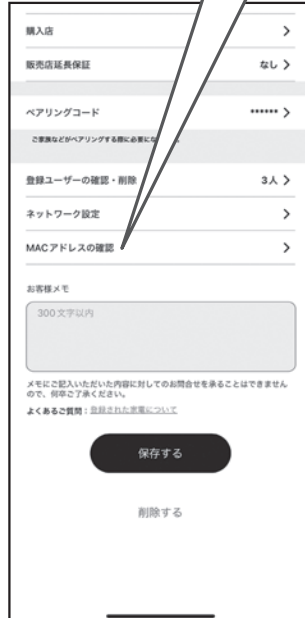 購入店
販売店延長保証 なし
ペアリングコード ******
ご家族などがペアリングする際に必要にな
登録ユーザーの確認・削除 3人
ネットワーク設定
MACアドレスの確認
お客様メモ
300文字以内
メモにご記入いただいた内容に対してのお問合せを承ることはできません
ので、何卒ご了承ください。
よくあるご質問：登録された家電について
保存する
削除する